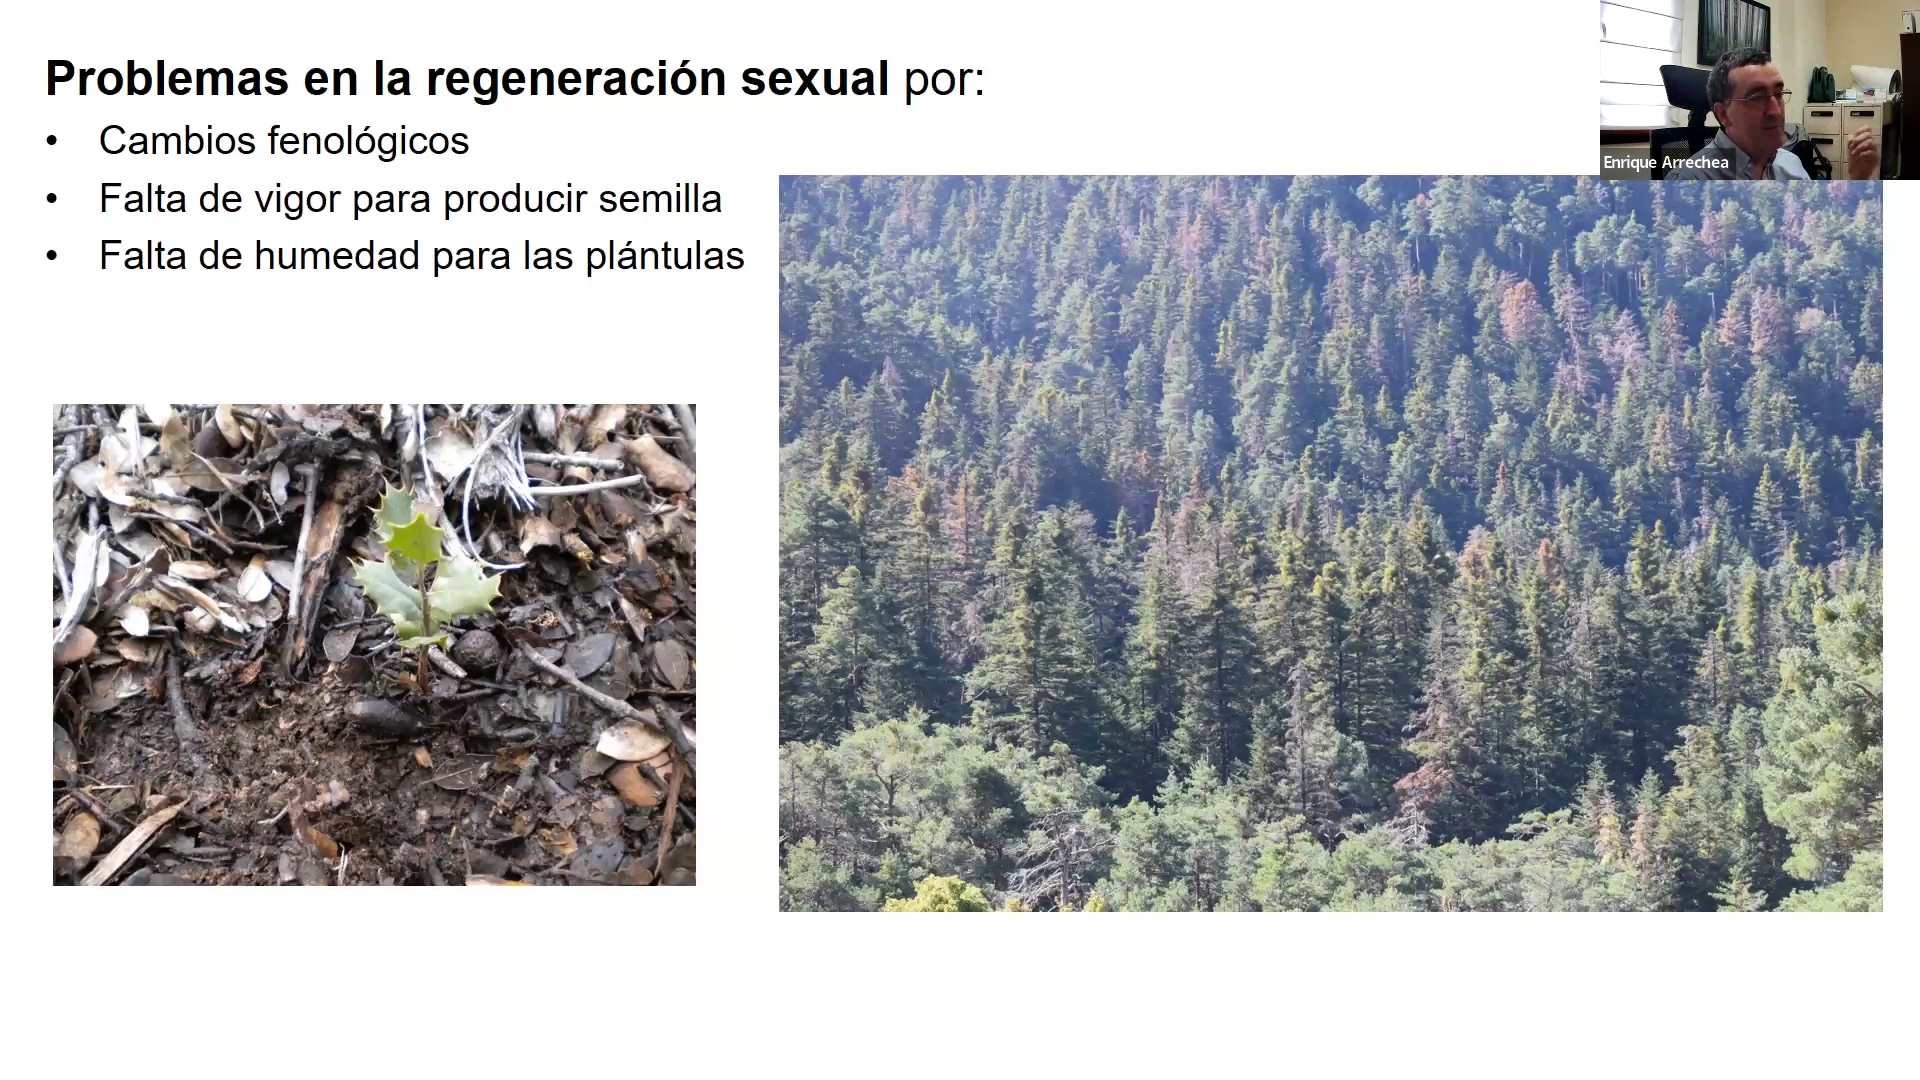 Problemas en la regeneración sexual por:
• Cambios fenológicos
• Falta de vigor para producir semilla
• Falta de humedad para las plántulas
Enrique Arrechea